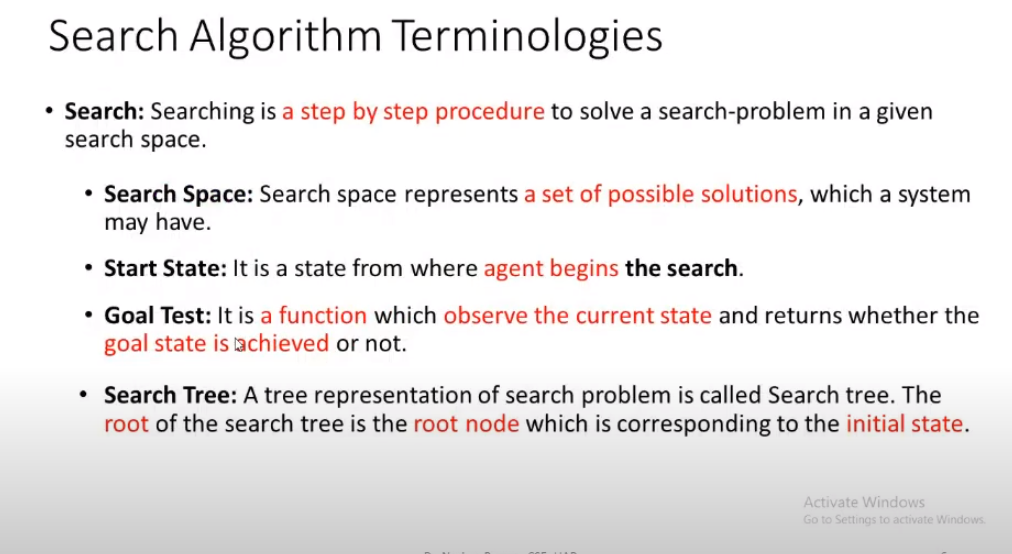 Search Algorithm Terminologies
• Search: Searching is a step by step procedure to solve a search-problem in a given
search space.
• Search Space: Search space represents a set of possible solutions, which a system
may have.
• Start State: It is a state from where agent begins the search.
• Goal Test: It is a function which observe the current state and returns whether the
goal state is achieved or not.
• Search Tree: A tree representation of search problem is called Search tree. The
root of the search tree is the root node which is corresponding to the initial state.
Activate Windows
Go to Settings to activate Windows.